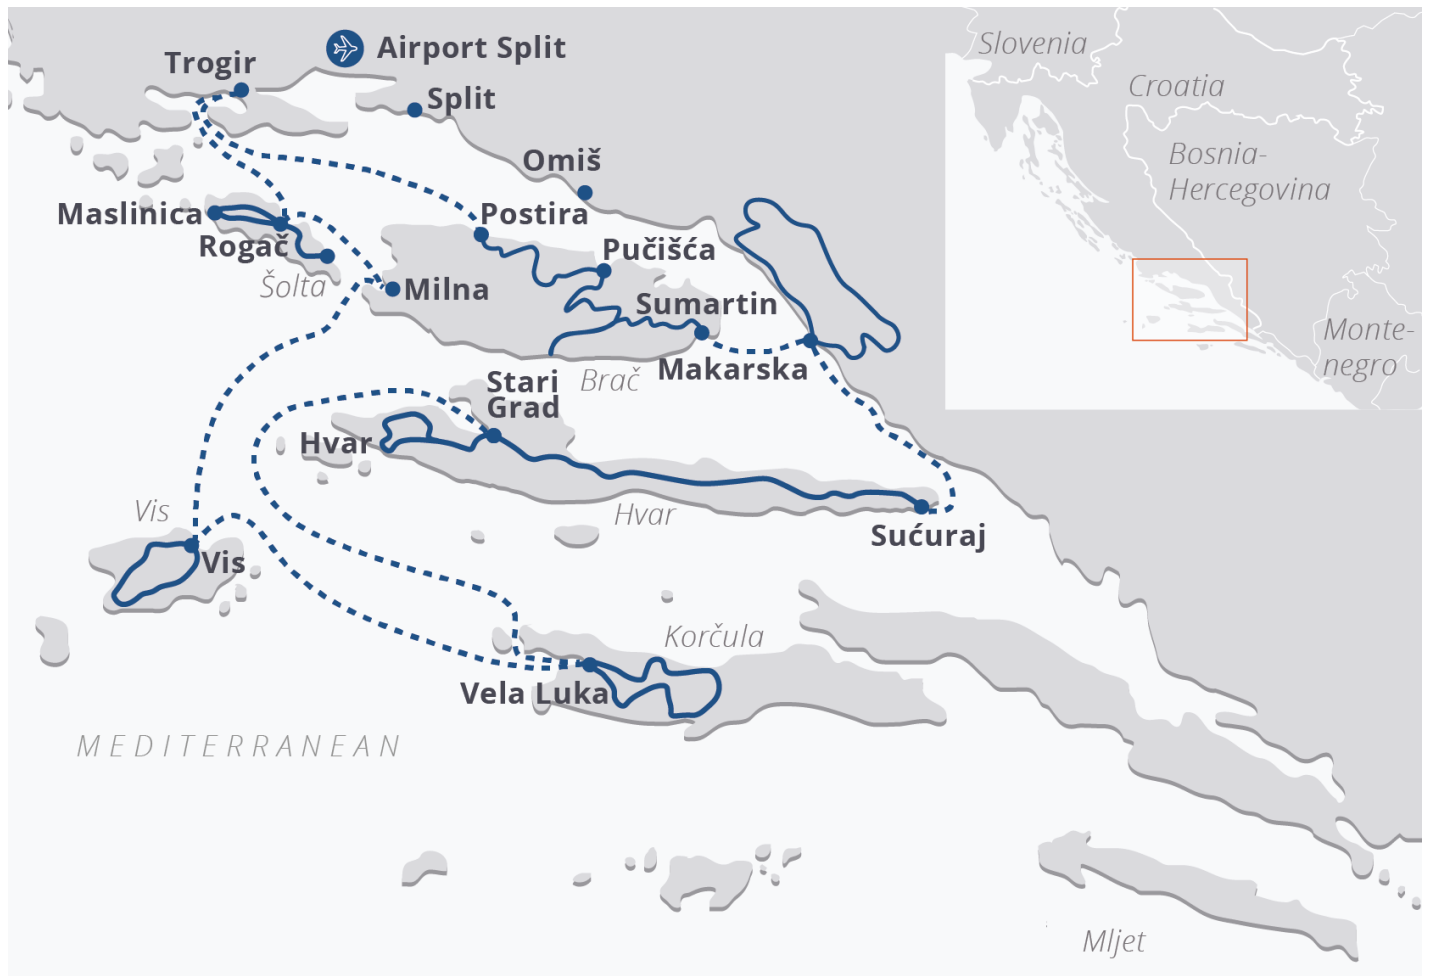 Airport Split
Trogir
Split
Omiš
Maslinica
Rogač
Šolta
Postira
Pučišća
Milna
Sumartin
Makarska
Brač
Stari
Grad
Hvar
Hvar
Sućuraj
Vis
Vis
Korčula
Vela Luka
MEDITERRANEAN
Mljet
Slovenia
Croatia
Bosnia-
Hercegovina
Monte-
negro